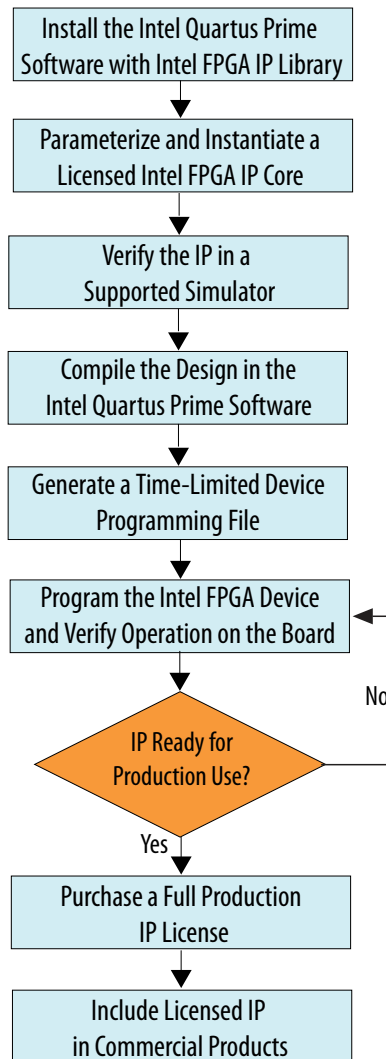 Install the Intel Quartus Prime
Software with Intel FPGA IP Library
Parameterize and Instantiate a
Licensed Intel FPGA IP Core
Verify the IP in a
Supported Simulator
Compile the Design in the
Intel Quartus Prime Software
Generate a Time-Limited Device
Programming File
Program the Intel FPGA Device
and Verify Operation on the Board
No
IP Ready for
Production Use?
Yes
Purchase a Full Production
IP License
Include Licensed IP
in Commercial Products